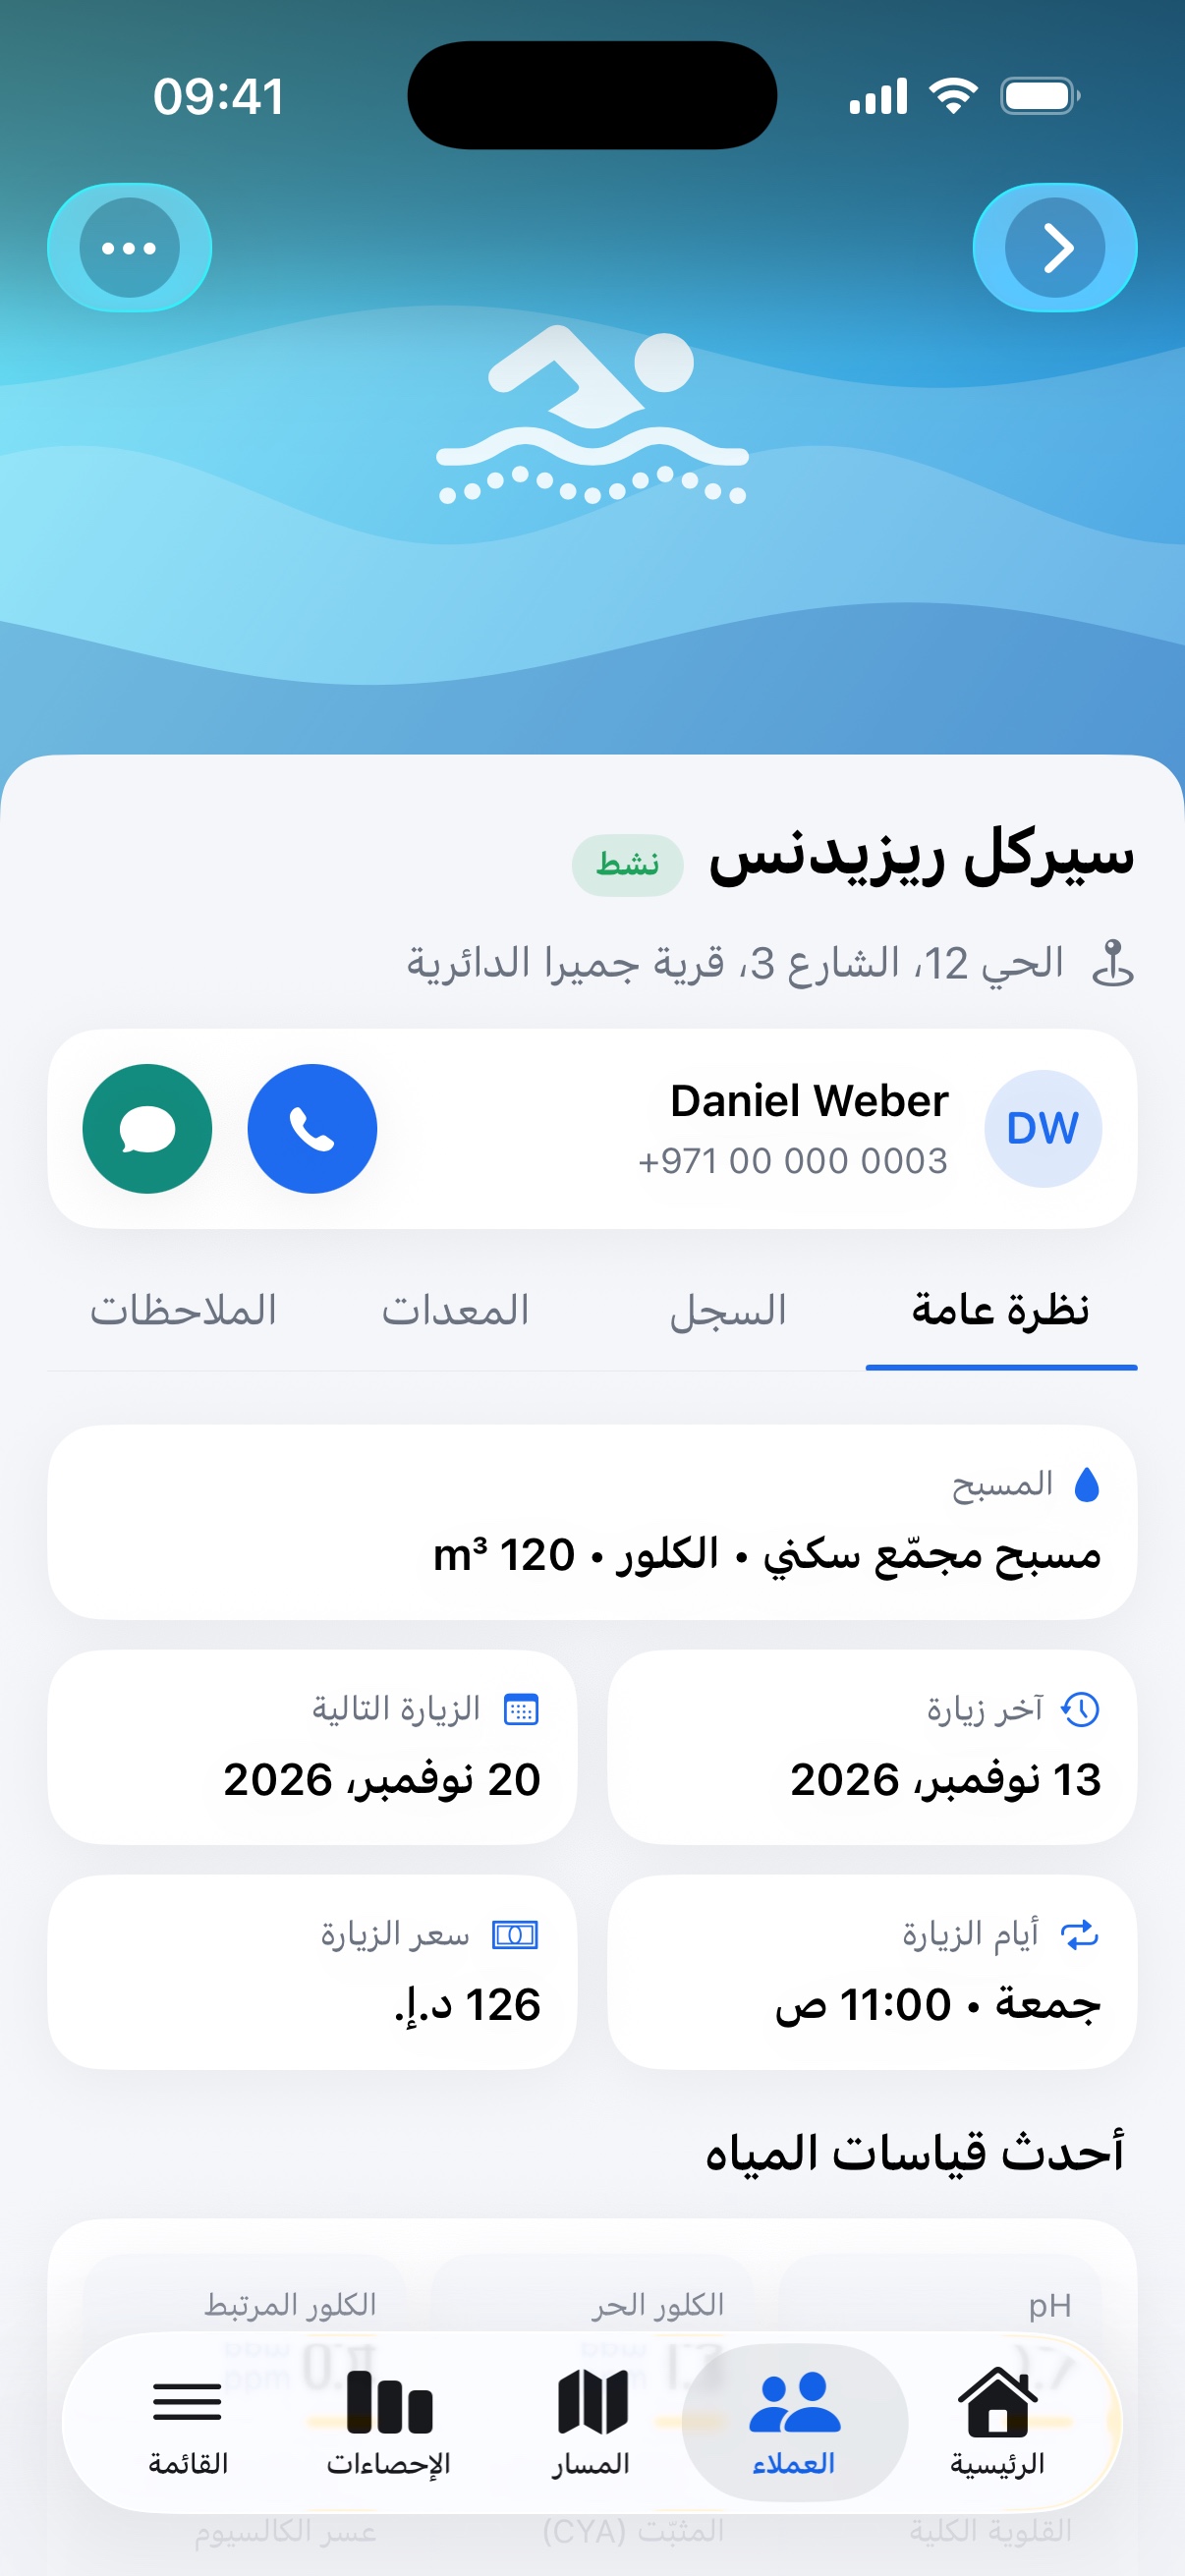 09:41
سيركل ريزيدنس نشط
الحي 12، الشارع 3، قرية جميرا الدائرية
DW
Daniel Weber
+971 00 000 0003
نظرة عامة السجل المعدات الملاحظات
المسبح
مسبح مجمّع سكني • الكلور • 120 m³
آخر زيارة الزيارة التالية
13 نوفمبر، 2026 20 نوفمبر، 2026
أيام الزيارة سعر الزيارة
جمعة • 11:00 ص 126 د.إ.
أحدث قياسات المياه
pH الكلور الحر الكلور المرتبط
الرئيسية العملاء المسار الإحصاءات القائمة
القلوية الكلية المثبّت (CYA) عسر الكالسيوم